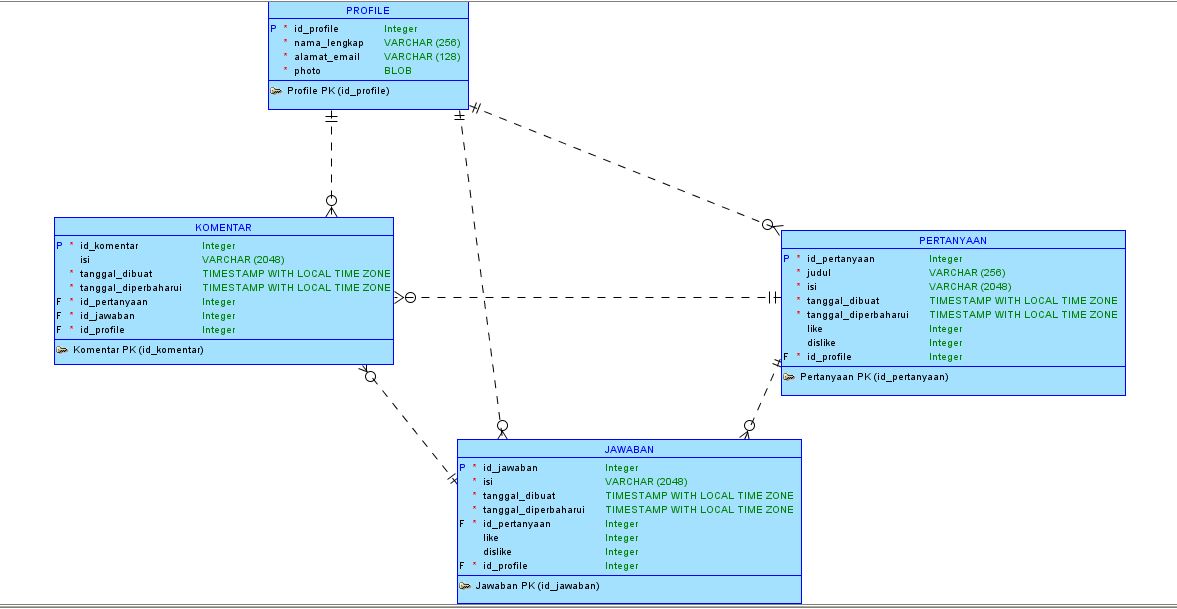 PROFILE
P * id_profile Integer
* nama_lengkap VARCHAR (256)
* alamat_email VARCHAR (128)
* photo BLOB
Profile PK (id_profile)
KOMENTAR
P * id_komentar Integer
isi VARCHAR (2048)
* tanggal_dibuat TIMESTAMP WITH LOCAL TIME ZONE
* tanggal_diperbaharui TIMESTAMP WITH LOCAL TIME ZONE
F * id_pertanyaan Integer
F * id_jawaban Integer
F * id_profile Integer
Komentar PK (id_komentar)
PERTANYAAN
P * id_pertanyaan Integer
* judul VARCHAR (256)
* isi VARCHAR (2048)
* tanggal_dibuat TIMESTAMP WITH LOCAL TIME ZONE
* tanggal_diperbaharui TIMESTAMP WITH LOCAL TIME ZONE
like Integer
dislike Integer
F * id_profile Integer
Pertanyaan PK (id_pertanyaan)
JAWABAN
P * id_jawaban Integer
* isi VARCHAR (2048)
* tanggal_dibuat TIMESTAMP WITH LOCAL TIME ZONE
* tanggal_diperbaharui TIMESTAMP WITH LOCAL TIME ZONE
F * id_pertanyaan Integer
like Integer
dislike Integer
F * id_profile Integer
Jawaban PK (id_jawaban)